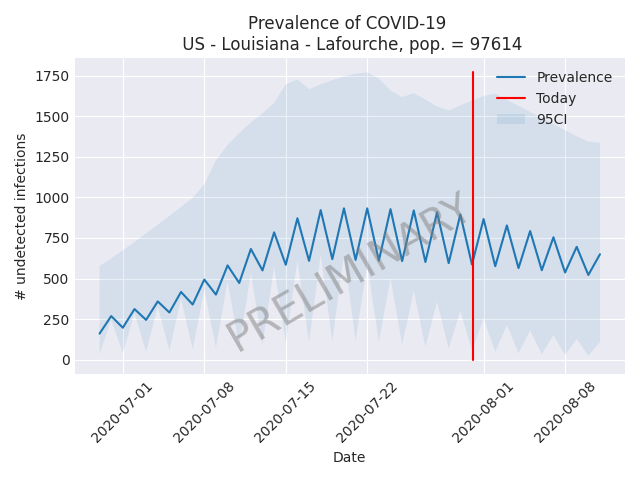 Prevalence of COVID-19
US - Louisiana - Lafourche, pop. = 97614
# undetected infections
1750
1500
1250
1000
750
500
250
0
Prevalence
Today
95CI
PRELIMINARY
2020-07-01
2020-07-08
2020-07-15
2020-07-22
2020-08-01
2020-08-08
Date